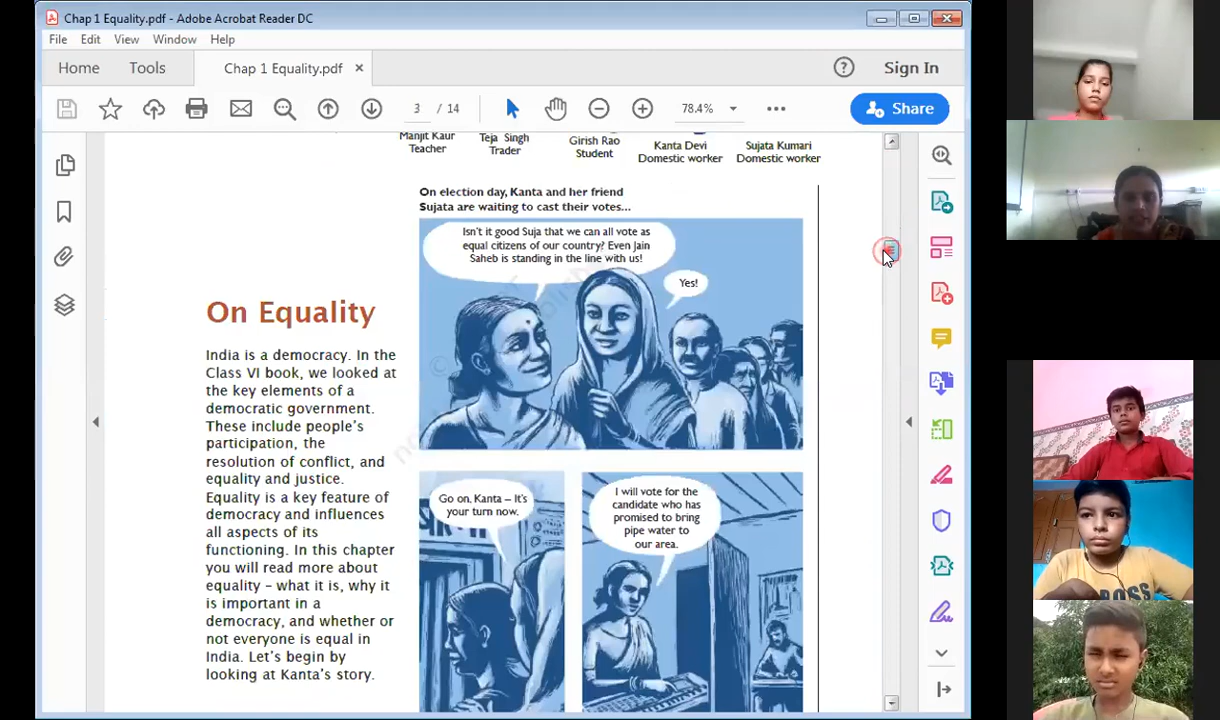 Chap 1 Equality.pdf - Adobe Acrobat Reader DC
File Edit View Window Help
Home Tools Chap 1 Equality.pdf × Sign In
3 / 14 78.4% Share
Manjit Kaur
Teacher
Teja Singh
Trader
Girish Rao
Student
Kanta Devi
Domestic worker
Sujata Kumari
Domestic worker
On election day, Kanta and her friend
Sujata are waiting to cast their votes...
Isn't it good Suja that we can all vote as
equal citizens of our country? Even Jain
Saheb is standing in the line with us!
Yes!
On Equality
India is a democracy. In the
Class VI book, we looked at
the key elements of a
democratic government.
These include people's
participation, the
resolution of conflict, and
equality and justice.
Equality is a key feature of
democracy and influences
all aspects of its
functioning. In this chapter
you will read more about
equality – what it is, why it
is important in a
democracy, and whether or
not everyone is equal in
India. Let's begin by
looking at Kanta's story.
Go on, Kanta – It's
your turn now.
I will vote for the
candidate who has
promised to bring
pipe water to
our area.
BOSS